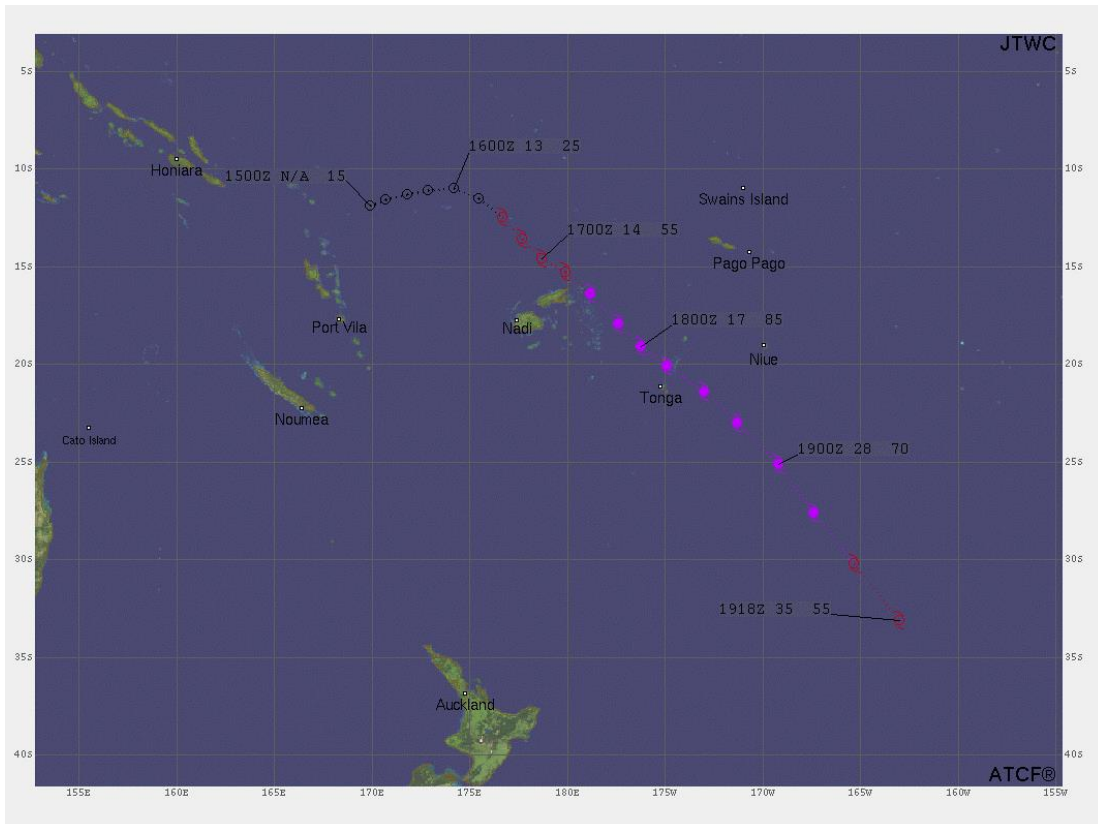 JTWC
5S
5S
1600Z 13 25
10S
10S
Honiara
1500Z N/A 15
Swains Island
1700Z 14 55
15S
15S
Pago Pago
1800Z 17 85
Port Vila
Nadi
20S
20S
Niue
Tonga
Noumea
Cato Island
1900Z 28 70
25S
25S
30S
30S
1918Z 35 55
35S
35S
Auckland
40S
40S
ATCF®
155E
160E
165E
170E
175E
180E
175W
170W
165W
160W
155W